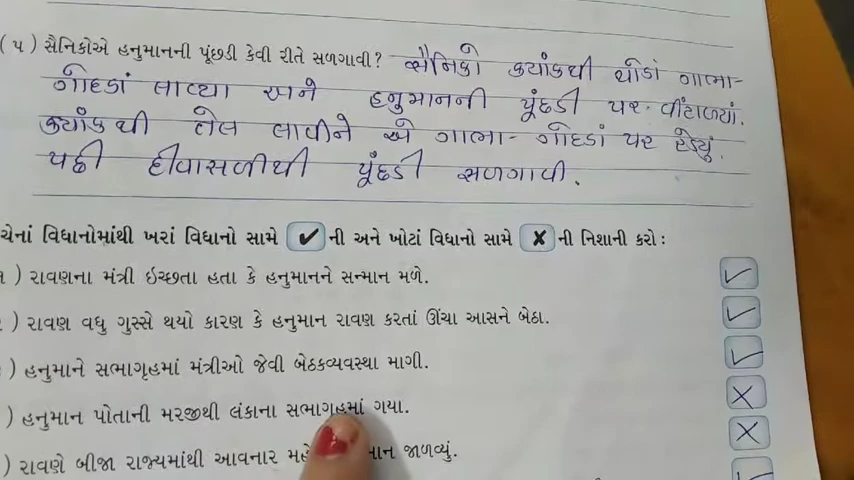 (૫) સૈનિકોએ હનુમાનની પૂંછડી કેવી રીતે સળગાવી? સૈનિકો ક્યાંકથી થોડાં ગાભા-
ગોદડાં લાવ્યા અને હનુમાનની પૂંછડી પર વીંટાળ્યાં.
ક્યાંકથી તેલ લાવીને એ ગાભા-ગોદડાં પર રેડ્યું.
પછી દીવાસળીથી પૂંછડી સળગાવી.
ચેનાં વિધાનોમાંથી ખરાં વિધાનો સામે ✓ ની અને ખોટાં વિધાનો સામે ✗ ની નિશાની કરો:
૧) રાવણના મંત્રી ઇચ્છતા હતા કે હનુમાનને સન્માન મળે. ✓
) રાવણ વધુ ગુસ્સે થયો કારણ કે હનુમાન રાવણ કરતાં ઊંચા આસને બેઠા. ✓
) હનુમાને સભાગૃહમાં મંત્રીઓ જેવી બેઠકવ્યવસ્થા માગી. ✓
) હનુમાન પોતાની મરજીથી લંકાના સભાગૃહમાં ગયા. ✗
) રાવણે બીજા રાજ્યમાંથી આવનાર જાળવ્યું. ✗